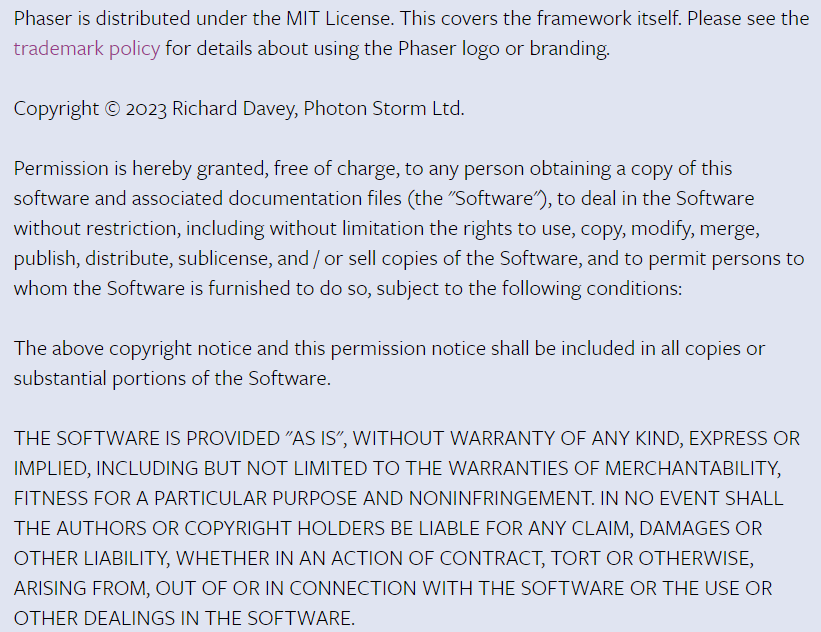 Phaser is distributed under the MIT License. This covers the framework itself. Please see the
trademark policy for details about using the Phaser logo or branding.
Copyright © 2023 Richard Davey, Photon Storm Ltd.
Permission is hereby granted, free of charge, to any person obtaining a copy of this
software and associated documentation files (the "Software"), to deal in the Software
without restriction, including without limitation the rights to use, copy, modify, merge,
publish, distribute, sublicense, and / or sell copies of the Software, and to permit persons to
whom the Software is furnished to do so, subject to the following conditions:
The above copyright notice and this permission notice shall be included in all copies or
substantial portions of the Software.
THE SOFTWARE IS PROVIDED "AS IS", WITHOUT WARRANTY OF ANY KIND, EXPRESS OR
IMPLIED, INCLUDING BUT NOT LIMITED TO THE WARRANTIES OF MERCHANTABILITY,
FITNESS FOR A PARTICULAR PURPOSE AND NONINFRINGEMENT. IN NO EVENT SHALL
THE AUTHORS OR COPYRIGHT HOLDERS BE LIABLE FOR ANY CLAIM, DAMAGES OR
OTHER LIABILITY, WHETHER IN AN ACTION OF CONTRACT, TORT OR OTHERWISE,
ARISING FROM, OUT OF OR IN CONNECTION WITH THE SOFTWARE OR THE USE OR
OTHER DEALINGS IN THE SOFTWARE.